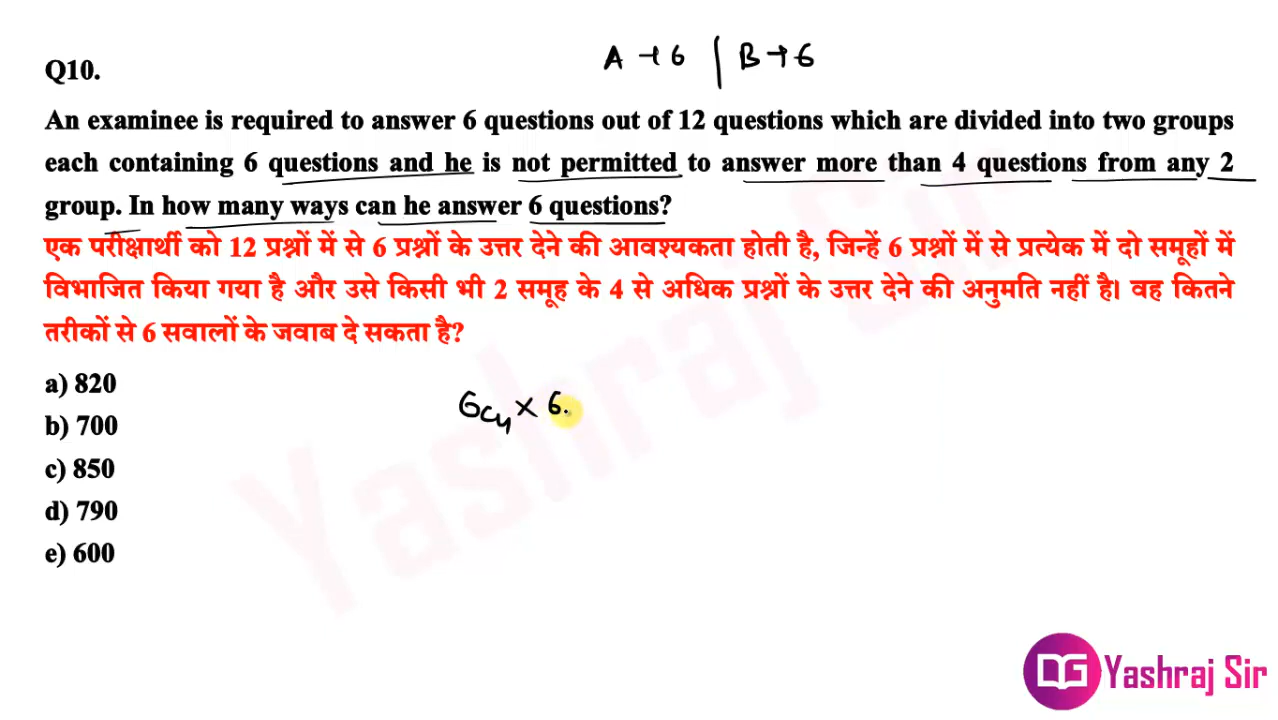 A → 6 | B → 6
Q10.
An examinee is required to answer 6 questions out of 12 questions which are divided into two groups
each containing 6 questions and he is not permitted to answer more than 4 questions from any 2
group. In how many ways can he answer 6 questions?
एक परीक्षार्थी को 12 प्रश्नों में से 6 प्रश्नों के उत्तर देने की आवश्यकता होती है, जिन्हें 6 प्रश्नों में से प्रत्येक में दो समूहों में
विभाजित किया गया है और उसे किसी भी 2 समूह के 4 से अधिक प्रश्नों के उत्तर देने की अनुमति नहीं है। वह कितने
तरीकों से 6 सवालों के जवाब दे सकता है?
a) 820
6c4 × 6
b) 700
c) 850
d) 790
e) 600
Yashraj Sir
DG Yashraj Sir